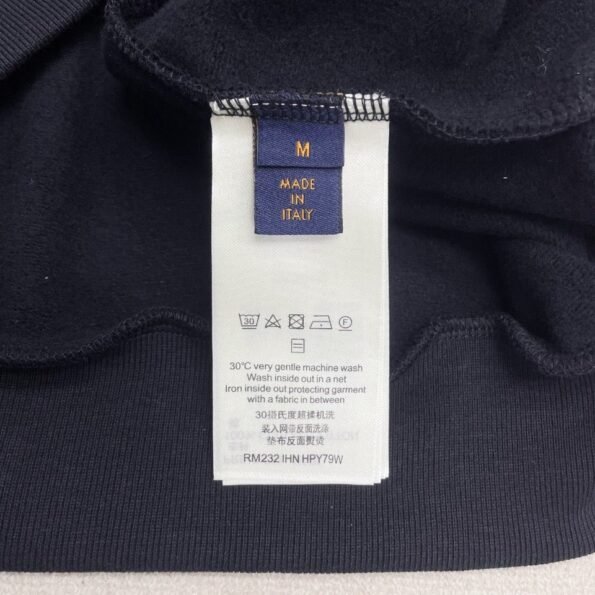 M
MADE
IN
ITALY
30
F
30°C very gentle machine wash
Wash inside out in a net
Iron inside out protecting garment
with a fabric in between
30摄氏度超揉机洗
装入网带反面洗涤
垫布反面熨烫
RM232 IHN HPY79W